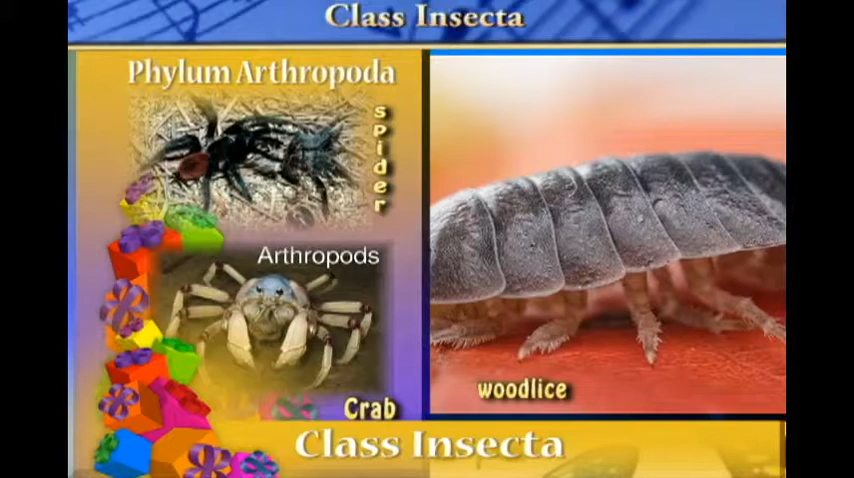 Class Insecta
Phylum Arthropoda
spider
Arthropods
Crab
woodlice
Class Insecta